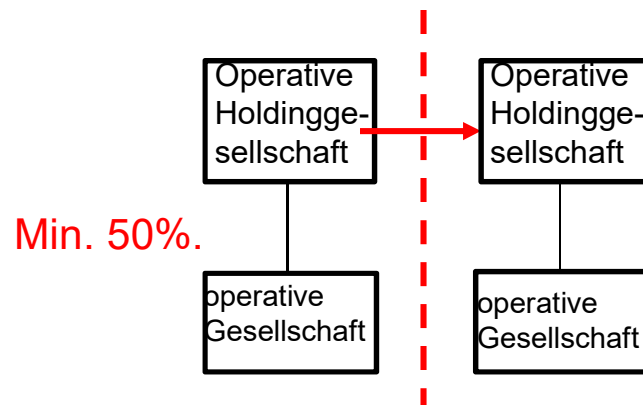 Operative
Holdingge-
sellschaft
Operative
Holdingge-
sellschaft
Min. 50%.
operative
Gesellschaft
operative
Gesellschaft